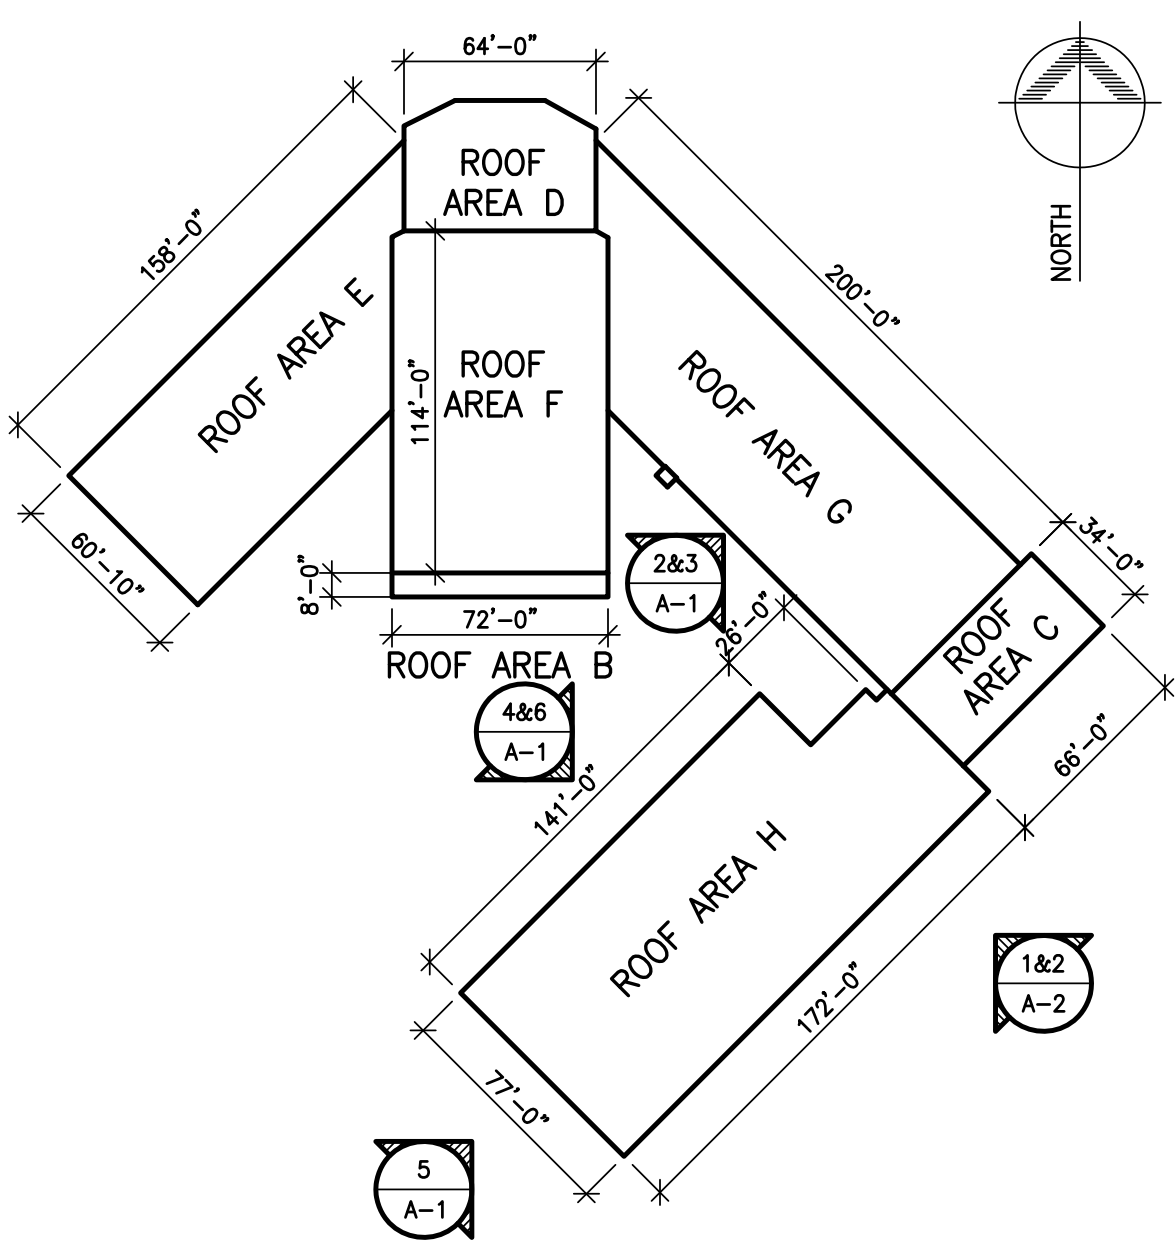 64’-0”
ROOF
AREA D
NORTH
158’-0”
200’-0”
ROOF AREA E
ROOF
AREA F
114’-0”
ROOF AREA G
60’-10”
8’-0”
72’-0”
ROOF AREA B
2&3
A-1
34’-0”
26’-0”
ROOF
AREA C
4&6
A-1
66’-0”
141’-0”
ROOF AREA H
1&2
A-2
172’-0”
77’-0”
5
A-1